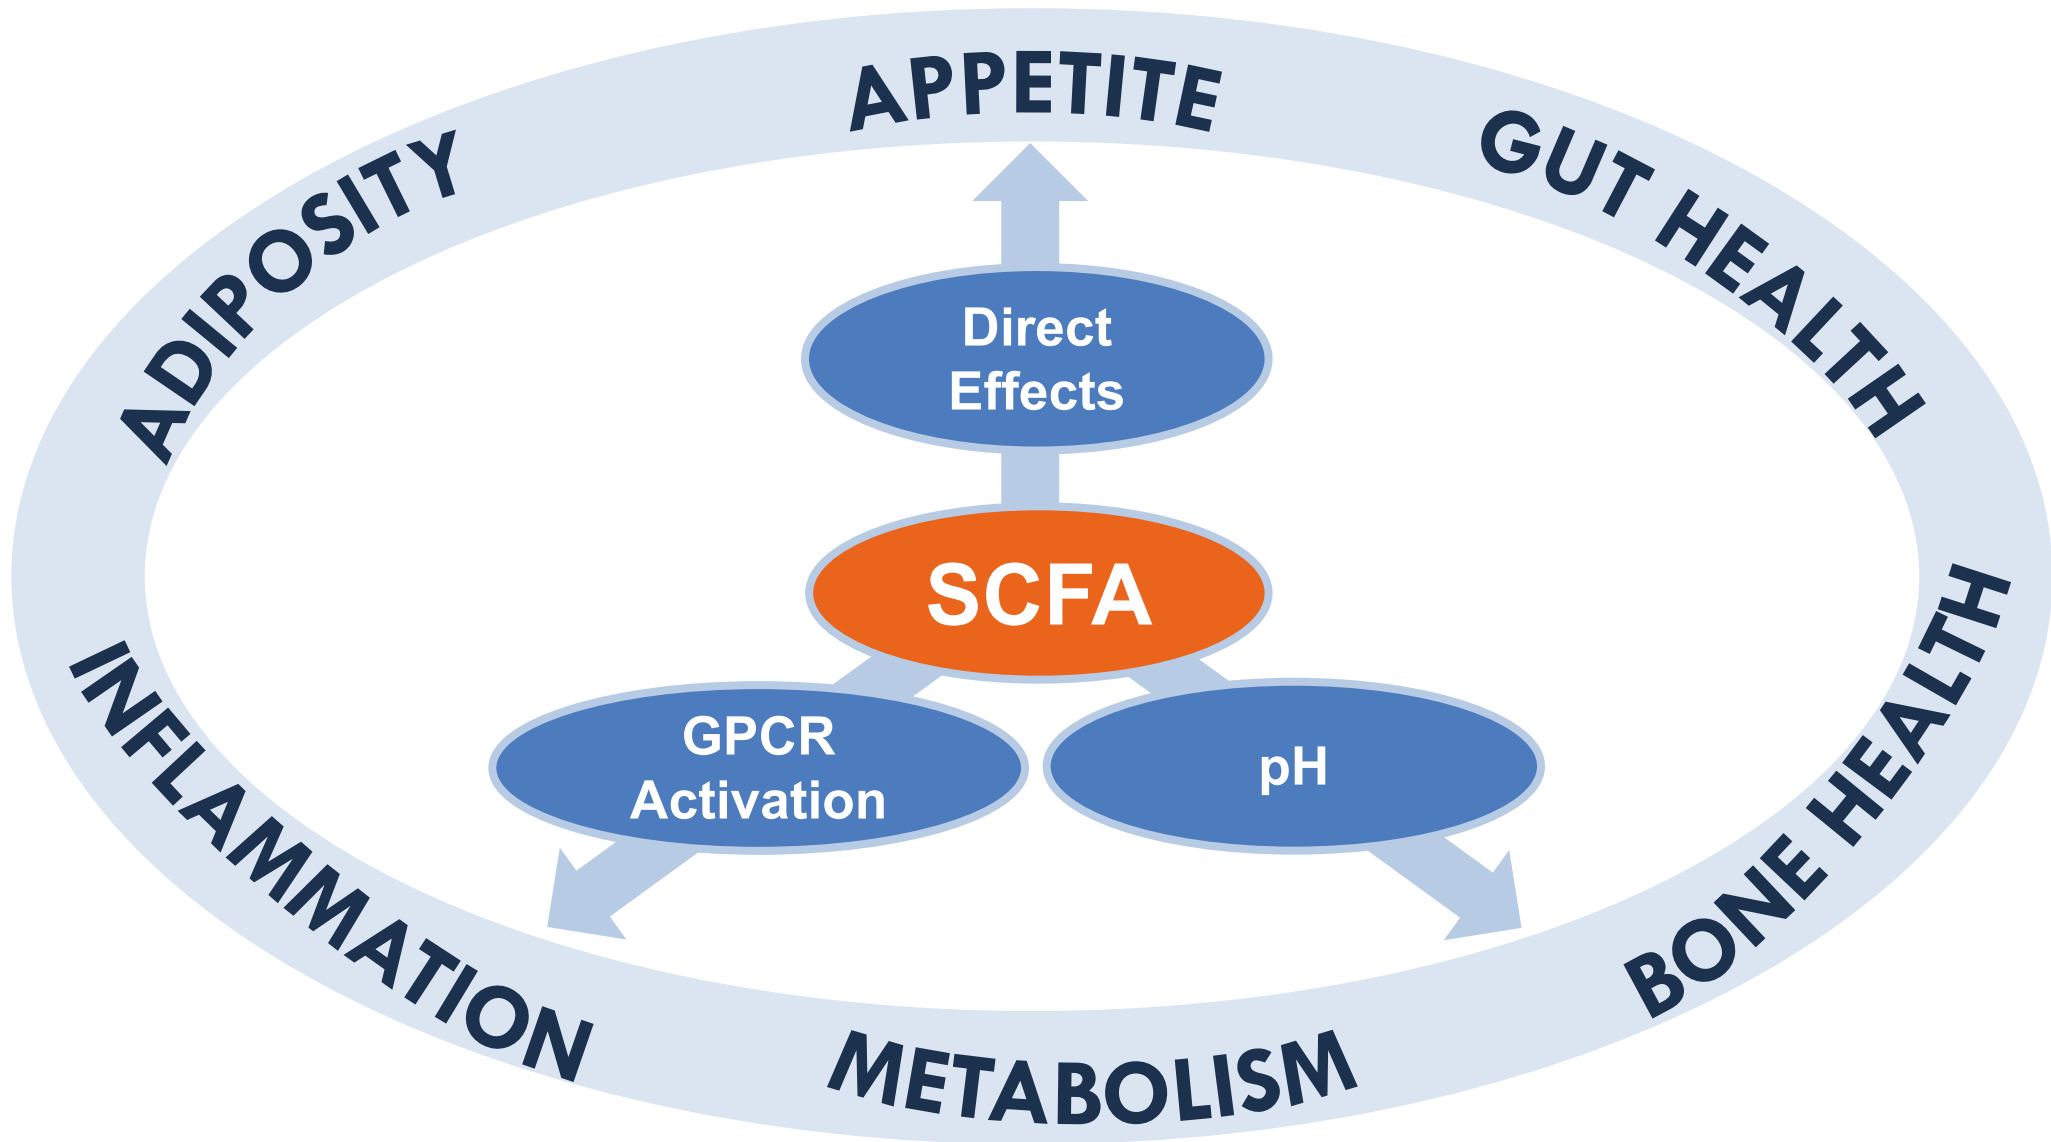 APPETITE
GUT HEALTH
ADIPOSITY
Direct
Effects
SCFA
GPCR
Activation
pH
INFLAMMATION
BONE HEALTH
METABOLISM